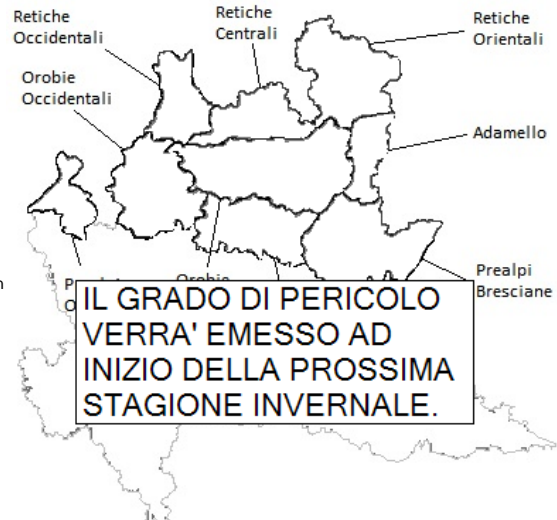 Retiche
Occidentali
Retiche
Centrali
Retiche
Orientali
Orobie
Occidentali
Adamello
Prealpi
Bresciane
IL GRADO DI PERICOLO
VERRA' EMESSO AD
INIZIO DELLA PROSSIMA
STAGIONE INVERNALE.